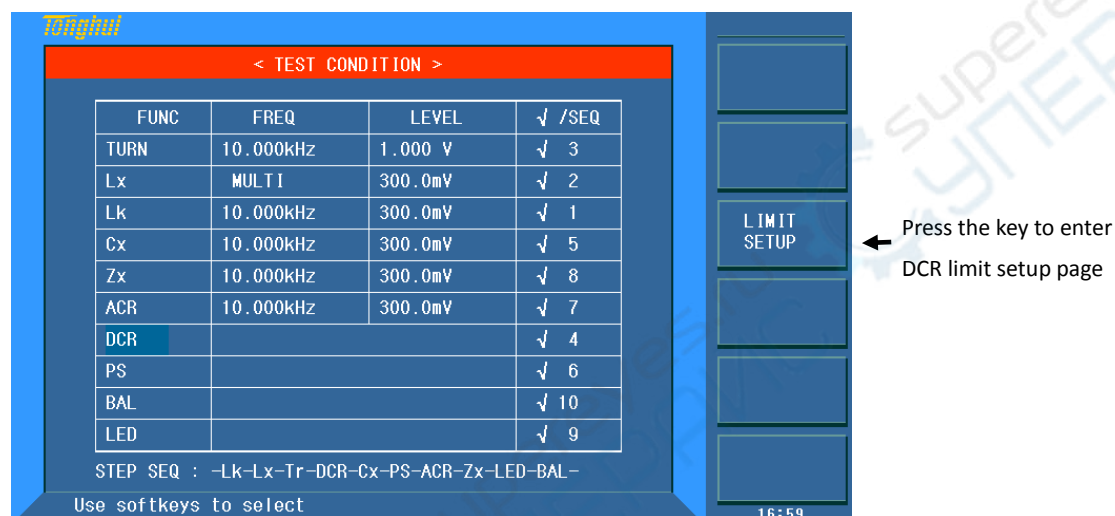 Tonghui
< TEST CONDITION >
FUNC FREQ LEVEL √ /SEQ
TURN 10.000kHz 1.000 V √ 3
Lx MULTI 300.0mV √ 2
Lk 10.000kHz 300.0mV √ 1
Cx 10.000kHz 300.0mV √ 5
Zx 10.000kHz 300.0mV √ 8
ACR 10.000kHz 300.0mV √ 7
DCR √ 4
PS √ 6
BAL √ 10
LED √ 9
STEP SEQ : -Lk-Lx-Tr-DCR-Cx-PS-ACR-Zx-LED-BAL-
Use softkeys to select
LIMIT
SETUP
16:59
Press the key to enter
DCR limit setup page